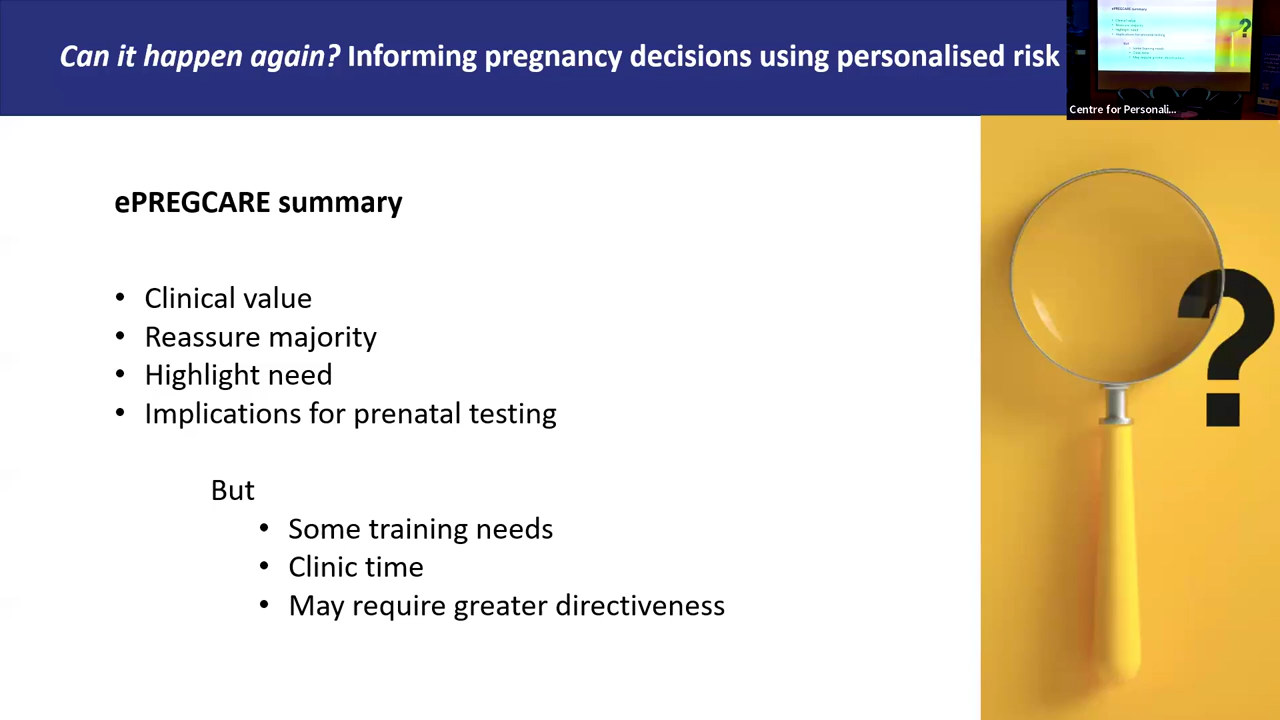 Can it happen again? Informing pregnancy decisions using personalised risk
Centre for Personali...
ePREGCARE summary
• Clinical value
• Reassure majority
• Highlight need
• Implications for prenatal testing
But
• Some training needs
• Clinic time
• May require greater directiveness
?